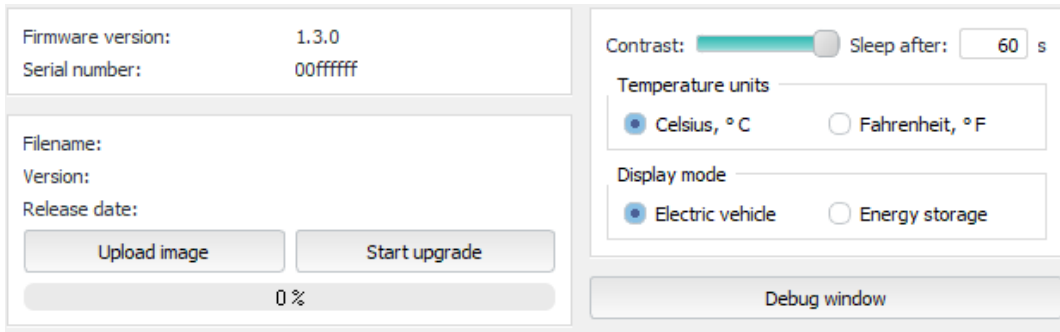 Firmware version: 1.3.0
Serial number: 00ffffff
Filename:
Version:
Release date:
Upload image Start upgrade
0 %
Contrast: Sleep after: 60 s
Temperature units
Celsius, °C Fahrenheit, °F
Display mode
Electric vehicle Energy storage
Debug window